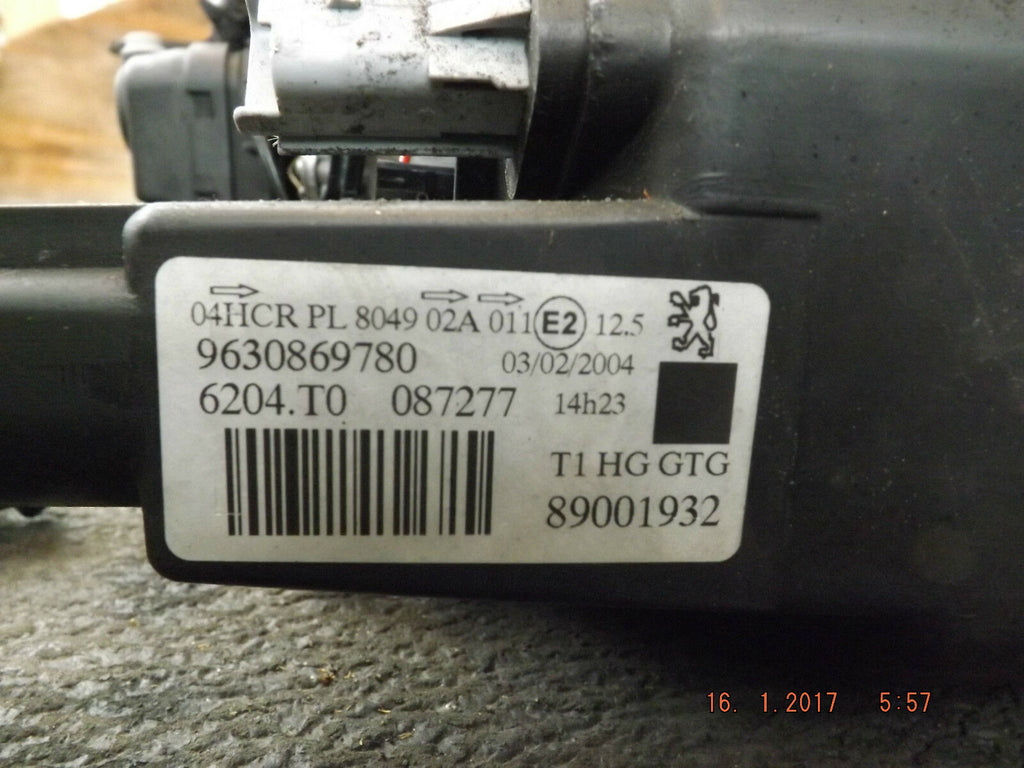 04HCR PL 8049 02A 011 E2 12.5
9630869780 03/02/2004
6204.T0 087277 14h23
T1 HG GTG
89001932
16. 1.2017 5:57